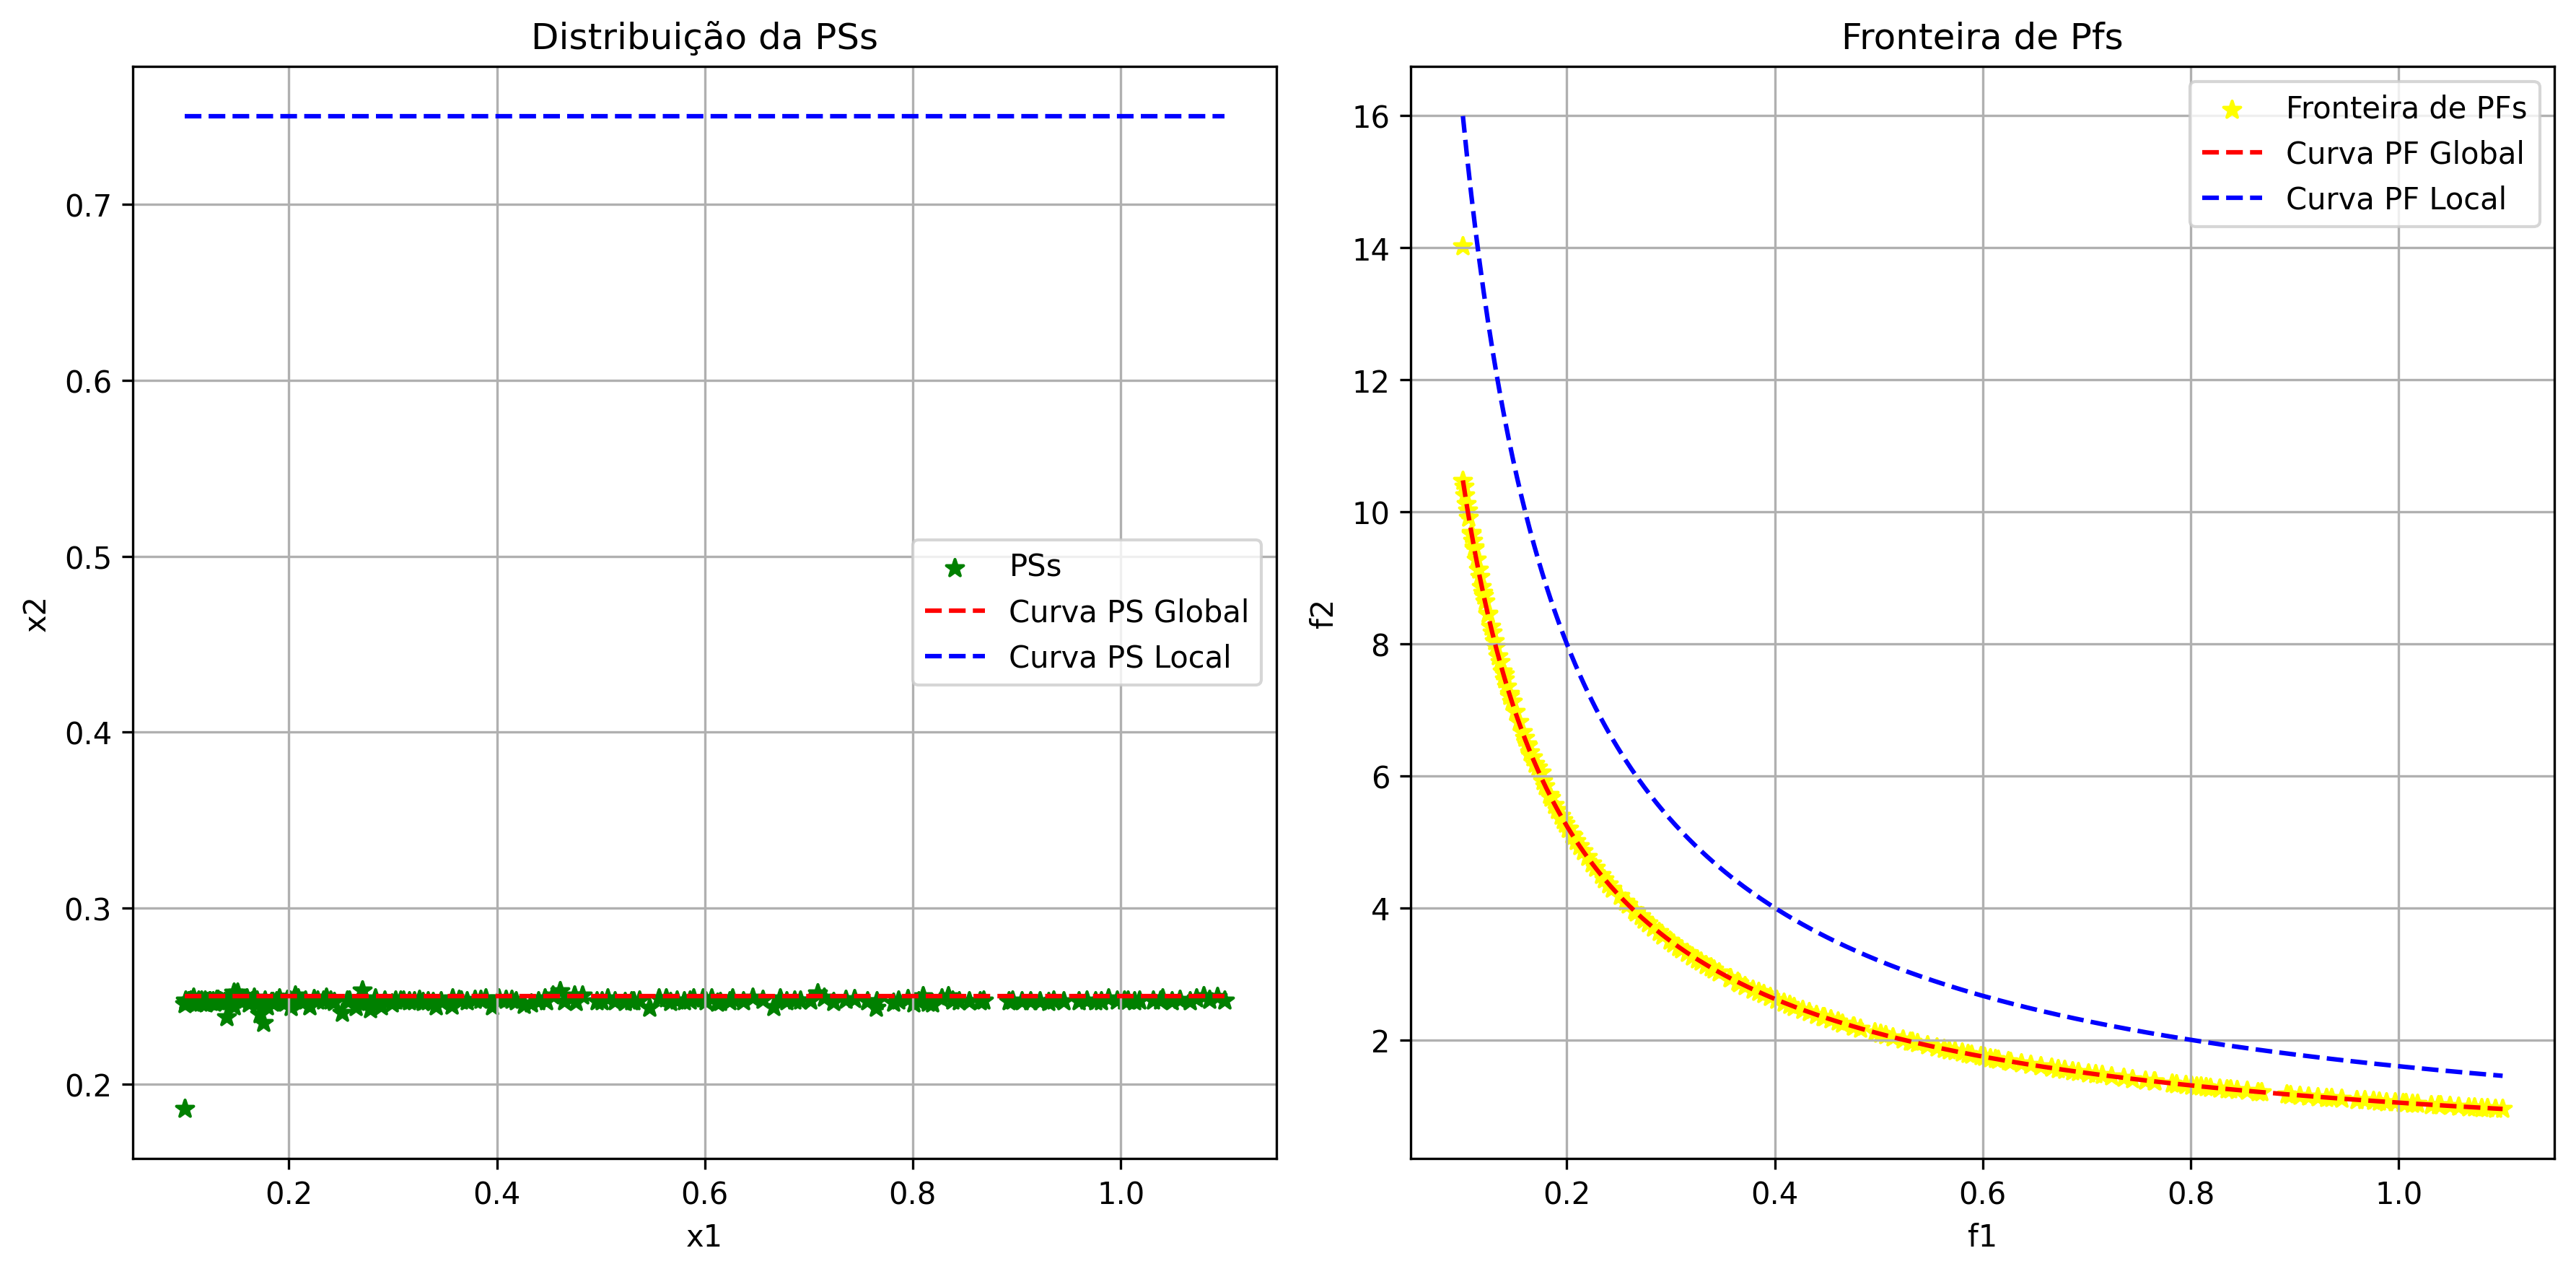 Distribuição da PSs
0.7
0.6
0.5
0.4
0.3
0.2
x2
PSs
Curva PS Global
Curva PS Local
0.2 0.4 0.6 0.8 1.0
x1
Fronteira de Pfs
16
14
12
10
8
6
4
2
f2
Fronteira de PFs
Curva PF Global
Curva PF Local
0.2 0.4 0.6 0.8 1.0
f1